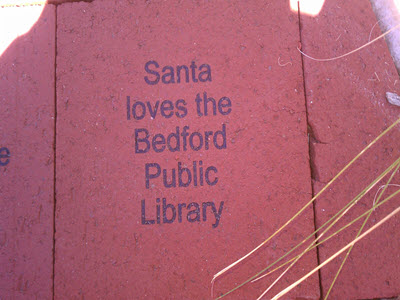 Santa
loves the
Bedford
Public
Library